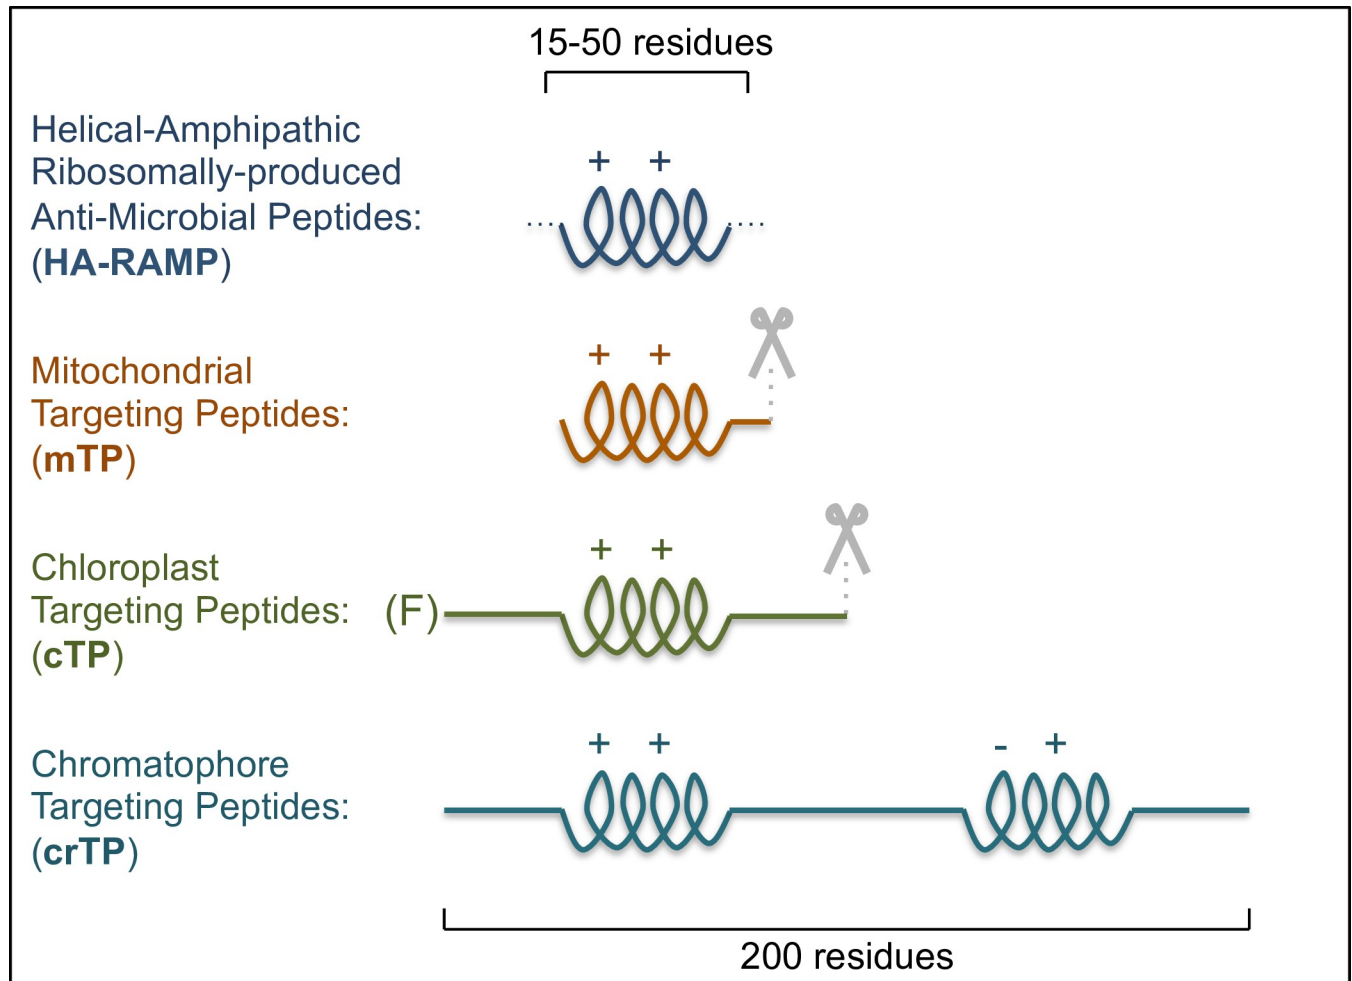 15-50 residues
Helical-Amphipathic
Ribosomally-produced
Anti-Microbial Peptides:
(HA-RAMP)
+ +
Mitochondrial
Targeting Peptides:
(mTP)
+ +
Chloroplast
Targeting Peptides:
(cTP)
(F)
+ +
Chromatophore
Targeting Peptides:
(crTP)
+ +
- +
200 residues